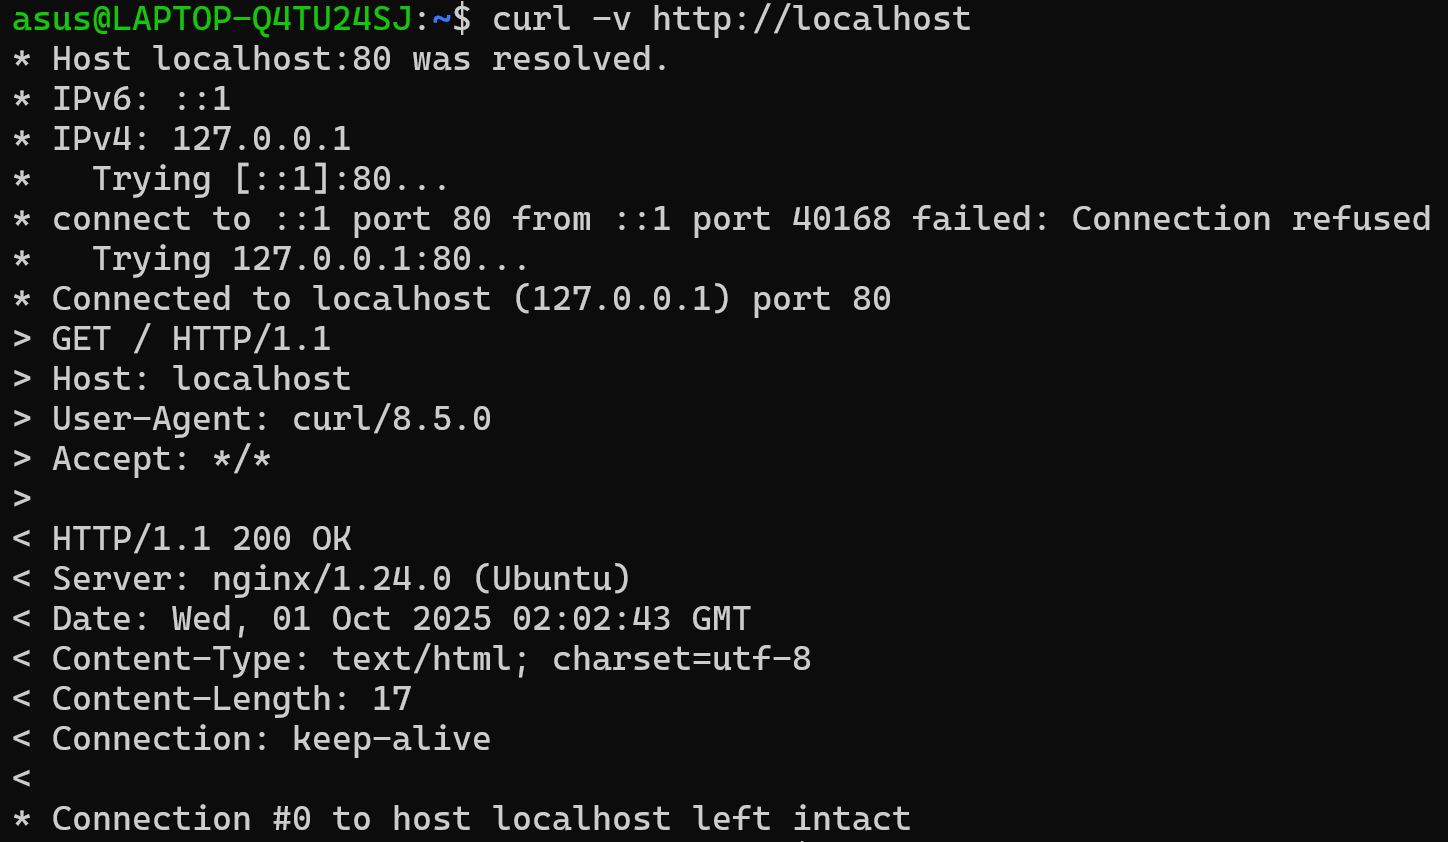 asus@LAPTOP-Q4TU24SJ:~$ curl -v http://localhost
* Host localhost:80 was resolved.
* IPv6: ::1
* IPv4: 127.0.0.1
*   Trying [::1]:80...
* connect to ::1 port 80 from ::1 port 40168 failed: Connection refused
*   Trying 127.0.0.1:80...
* Connected to localhost (127.0.0.1) port 80
> GET / HTTP/1.1
> Host: localhost
> User-Agent: curl/8.5.0
> Accept: */*
>
< HTTP/1.1 200 OK
< Server: nginx/1.24.0 (Ubuntu)
< Date: Wed, 01 Oct 2025 02:02:43 GMT
< Content-Type: text/html; charset=utf-8
< Content-Length: 17
< Connection: keep-alive
<
* Connection #0 to host localhost left intact